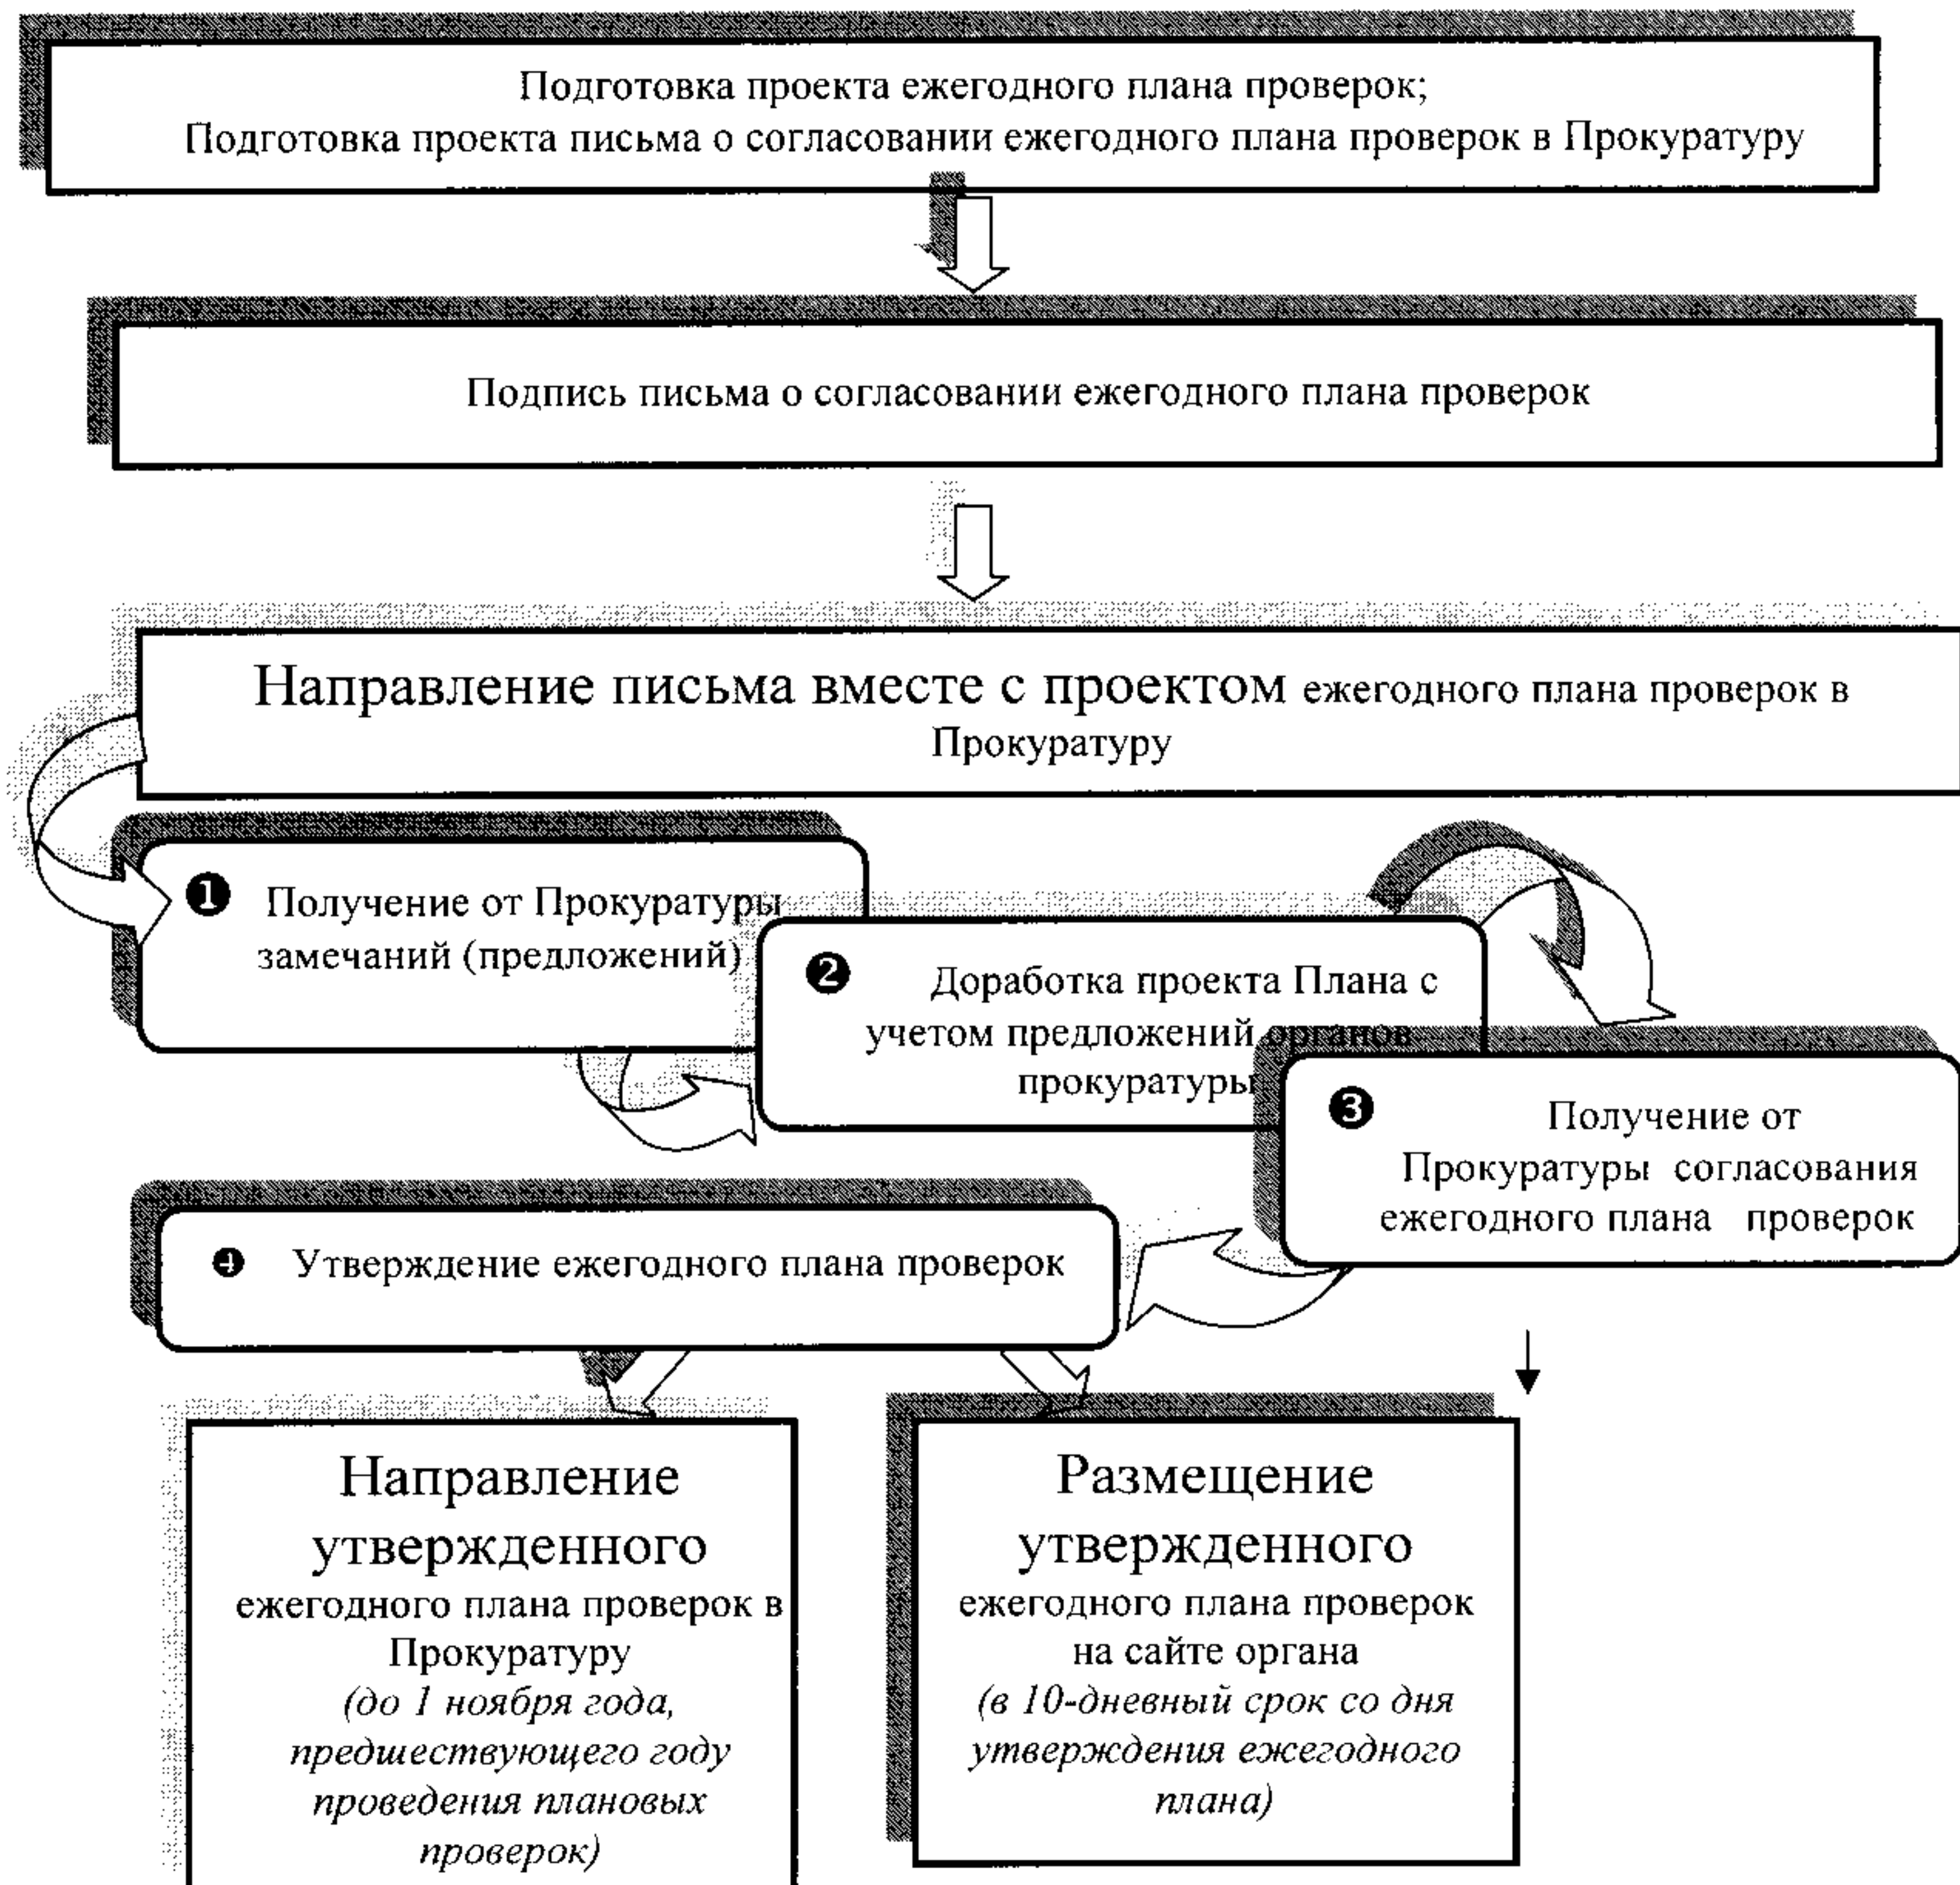 Подготовка проекта ежегодного плана проверок;
Подготовка проекта письма о согласовании ежегодного плана проверок в Прокуратуру
Подпись письма о согласовании ежегодного плана проверок
Направление письма вместе с проектом ежегодного плана проверок в
Прокуратуру
❶ Получение от Прокуратуры
замечаний (предложений)
❷ Доработка проекта Плана с
учетом предложений органов
прокуратуры
❸ Получение от
Прокуратуры согласования
ежегодного плана проверок
❹ Утверждение ежегодного плана проверок
Направление
утвержденного
ежегодного плана проверок в
Прокуратуру
(до 1 ноября года,
предшествующего году
проведения плановых
проверок)
Размещение
утвержденного
ежегодного плана проверок
на сайте органа
(в 10-дневный срок со дня
утверждения ежегодного
плана)